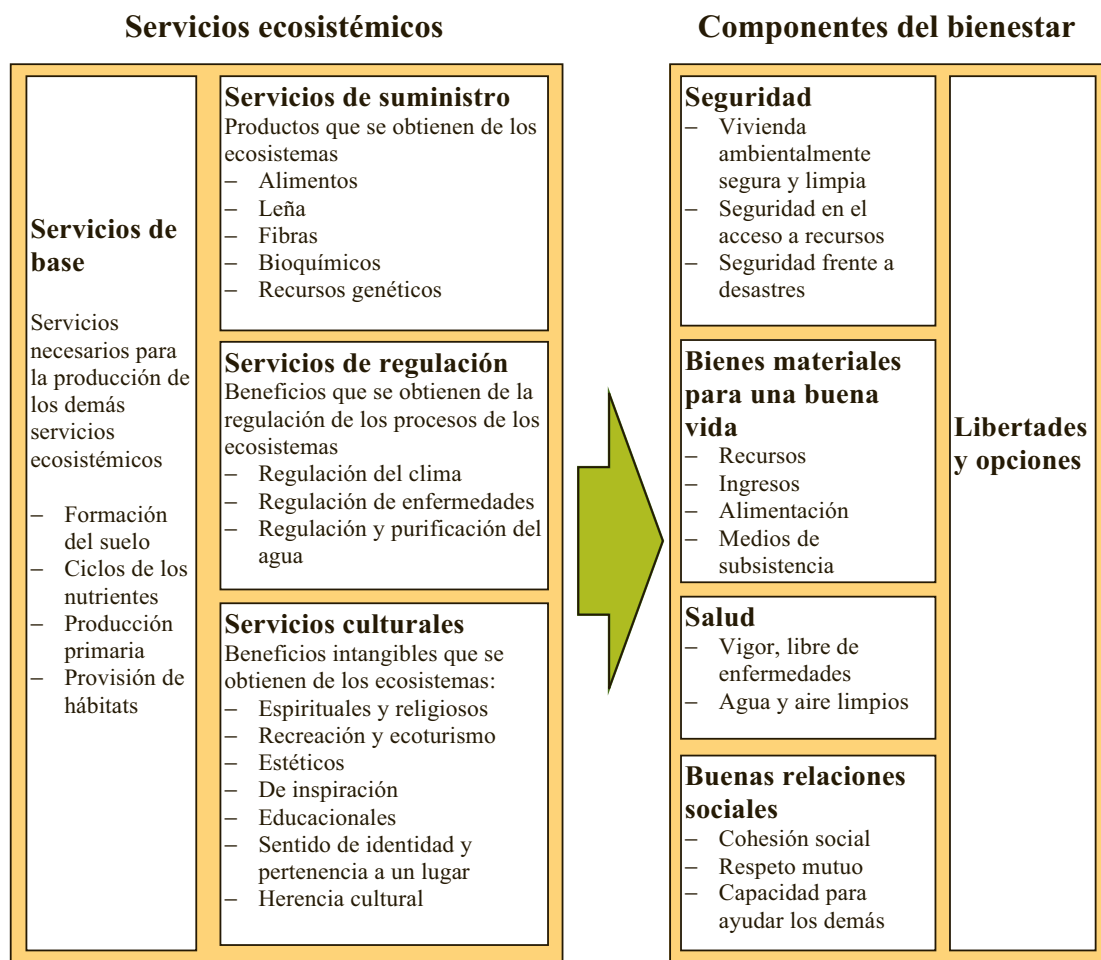 Servicios ecosistémicos
Servicios de
base
Servicios
necesarios para
la producción de
los demás
servicios
ecosistémicos
– Formación
del suelo
– Ciclos de los
nutrientes
– Producción
primaria
– Provisión de
hábitats
Servicios de suministro
Productos que se obtienen de los
ecosistemas
– Alimentos
– Leña
– Fibras
– Bioquímicos
– Recursos genéticos
Servicios de regulación
Beneficios que se obtienen de la
regulación de los procesos de los
ecosistemas
– Regulación del clima
– Regulación de enfermedades
– Regulación y purificación del
agua
Servicios culturales
Beneficios intangibles que se
obtienen de los ecosistemas:
– Espirituales y religiosos
– Recreación y ecoturismo
– Estéticos
– De inspiración
– Educacionales
– Sentido de identidad y
pertenencia a un lugar
– Herencia cultural
Componentes del bienestar
Seguridad
– Vivienda
ambientalmente
segura y limpia
– Seguridad en el
acceso a recursos
– Seguridad frente a
desastres
Bienes materiales
para una buena
vida
– Recursos
– Ingresos
– Alimentación
– Medios de
subsistencia
Salud
– Vigor, libre de
enfermedades
– Agua y aire limpios
Buenas relaciones
sociales
– Cohesión social
– Respeto mutuo
– Capacidad para
ayudar los demás
Libertades
y opciones